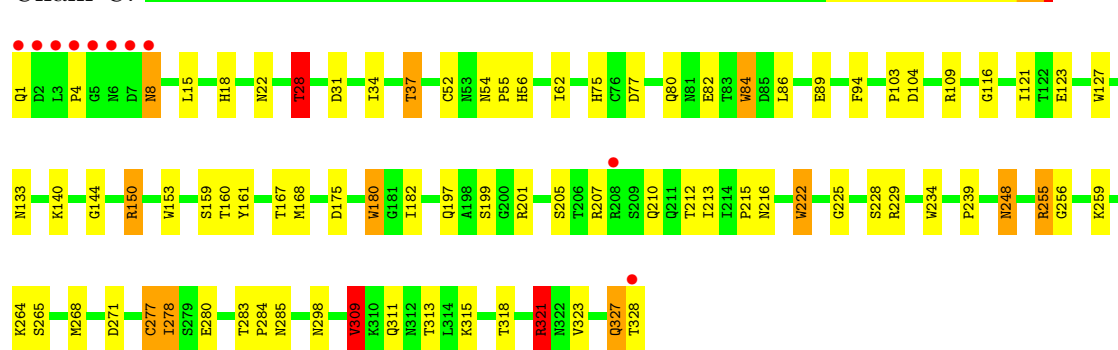 Q1 D2 L3 P4 G5 N6 D7 N8 L15 H18 N22 T28 D31 I34 T37 C52 N53 N54 P55 H56 I62 H75 C76 D77 Q80 N81 E82 T83 W84 D85 L86 E89 F94 P103 D104 R109 G116 I121 T122 E123 W127
N133 K140 G144 R150 W153 S159 T160 Y161 T167 M168 D175 W180 G181 I182 Q197 A198 S199 G200 R201 S205 T206 R207 R208 S209 Q210 Q211 T212 I213 I214 P215 N216 W222 G225 S228 R229 W234 P239 N248 R255 G256 K259
K264 S265 M268 D271 C277 I278 S279 E280 T283 P284 N285 N298 V309 K310 Q311 N312 T313 L314 K315 T318 R321 N322 V323 Q327 T328